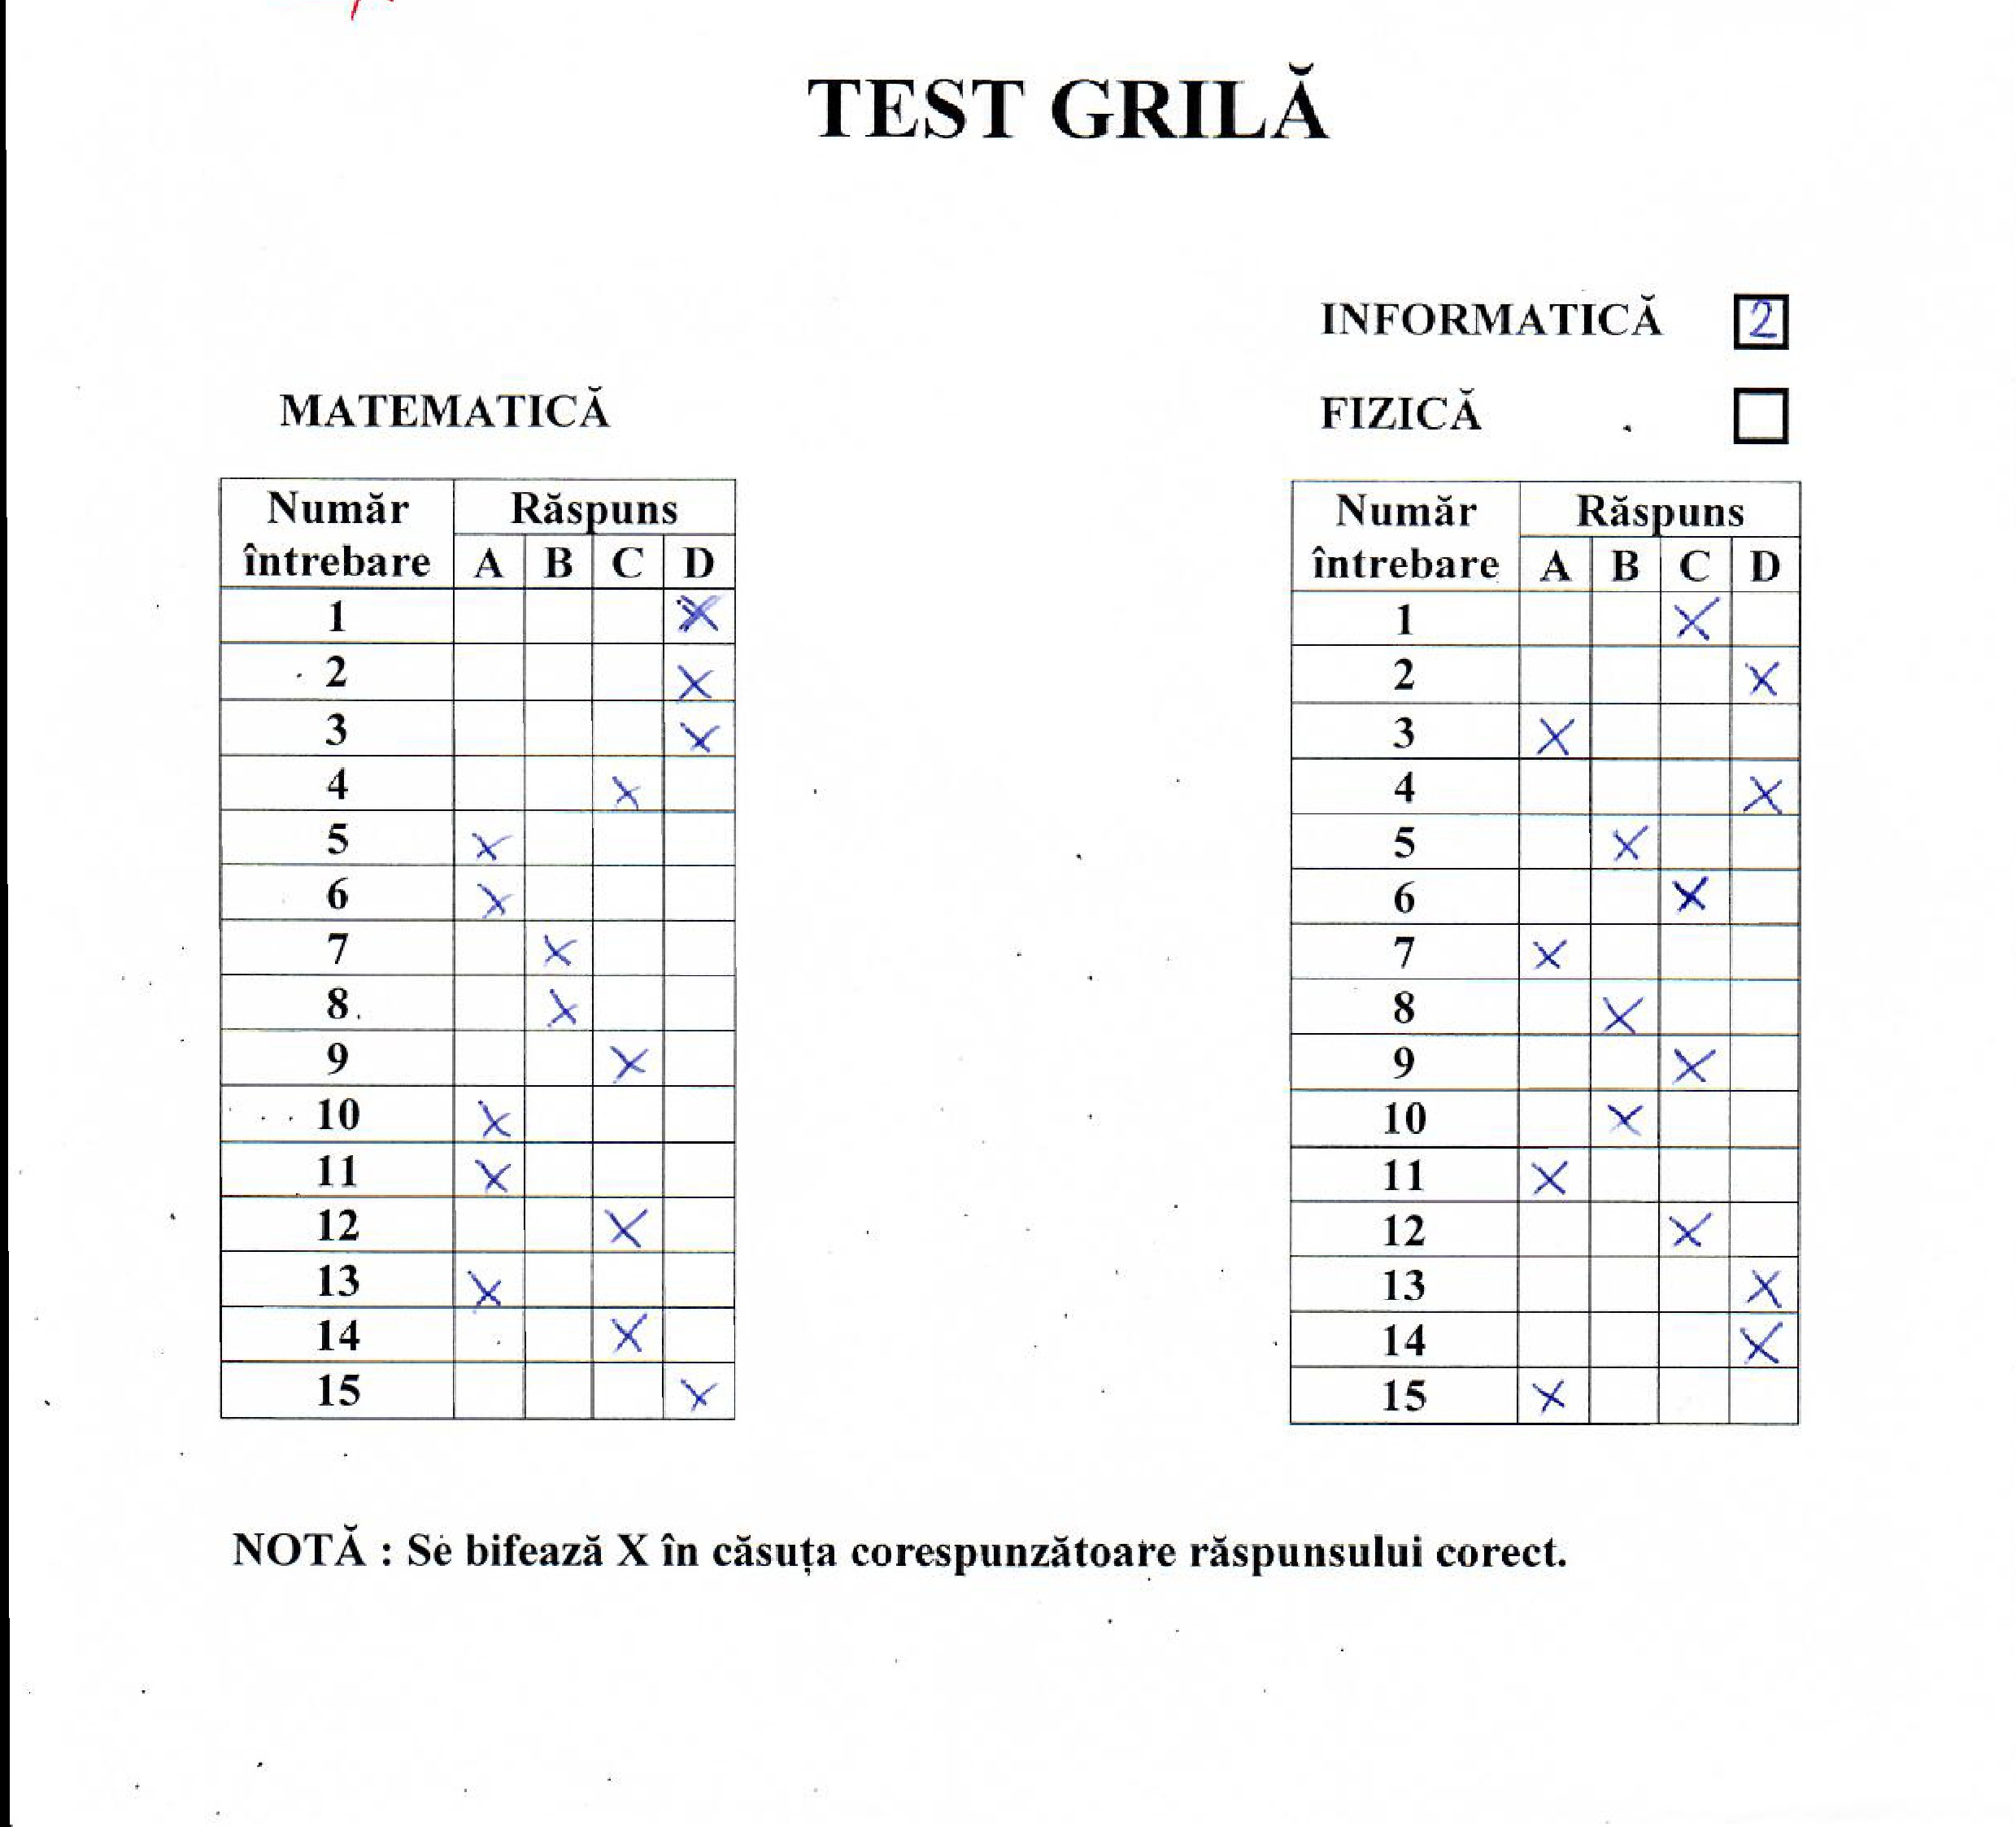 TEST GRILĂ
INFORMATICĂ 2
MATEMATICĂ
FIZICĂ
Număr întrebare Răspuns
A B C D
1 X
2 X
3 X
4 X
5 X
6 X
7 X
8 X
9 X
10 X
11 X
12 X
13 X
14 X
15 X
Număr întrebare Răspuns
A B C D
1 X
2 X
3 X
4 X
5 X
6 X
7 X
8 X
9 X
10 X
11 X
12 X
13 X
14 X
15 X
NOTĂ : Se bifează X în căsuța corespunzătoare răspunsului corect.